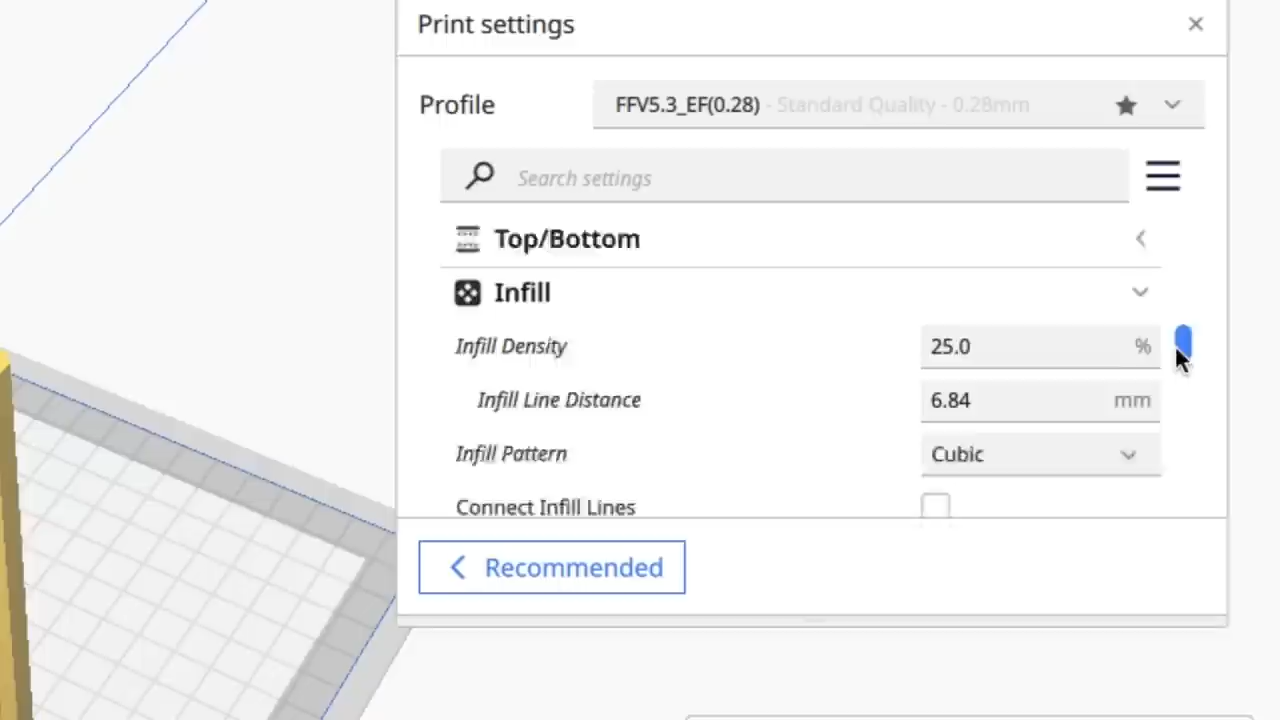 Print settings
Profile
FFV5.3_EF(0.28) - Standard Quality - 0.28mm
Search settings
Top/Bottom
Infill
Infill Density 25.0 %
Infill Line Distance 6.84 mm
Infill Pattern Cubic
Connect Infill Lines
Recommended